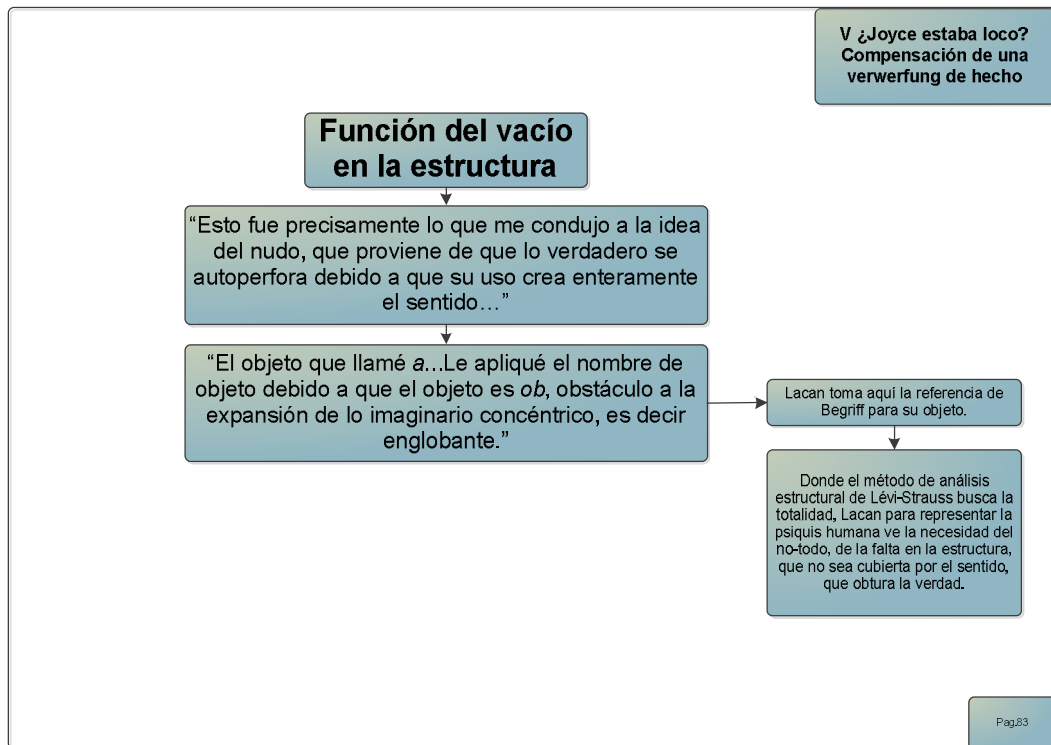 V ¿Joyce estaba loco?
Compensación de una
verwerfung de hecho
Función del vacío
en la estructura
“Esto fue precisamente lo que me condujo a la idea
del nudo, que proviene de que lo verdadero se
autoperfora debido a que su uso crea enteramente
el sentido…”
“El objeto que llamé a...Le apliqué el nombre de
objeto debido a que el objeto es ob, obstáculo a la
expansión de lo imaginario concéntrico, es decir
englobante.”
Lacan toma aquí la referencia de
Begriff para su objeto.
Donde el método de análisis
estructural de Lévi-Strauss busca la
totalidad, Lacan para representar la
psiquis humana ve la necesidad del
no-todo, de la falta en la estructura,
que no sea cubierta por el sentido,
que obtura la verdad.
Pag.83